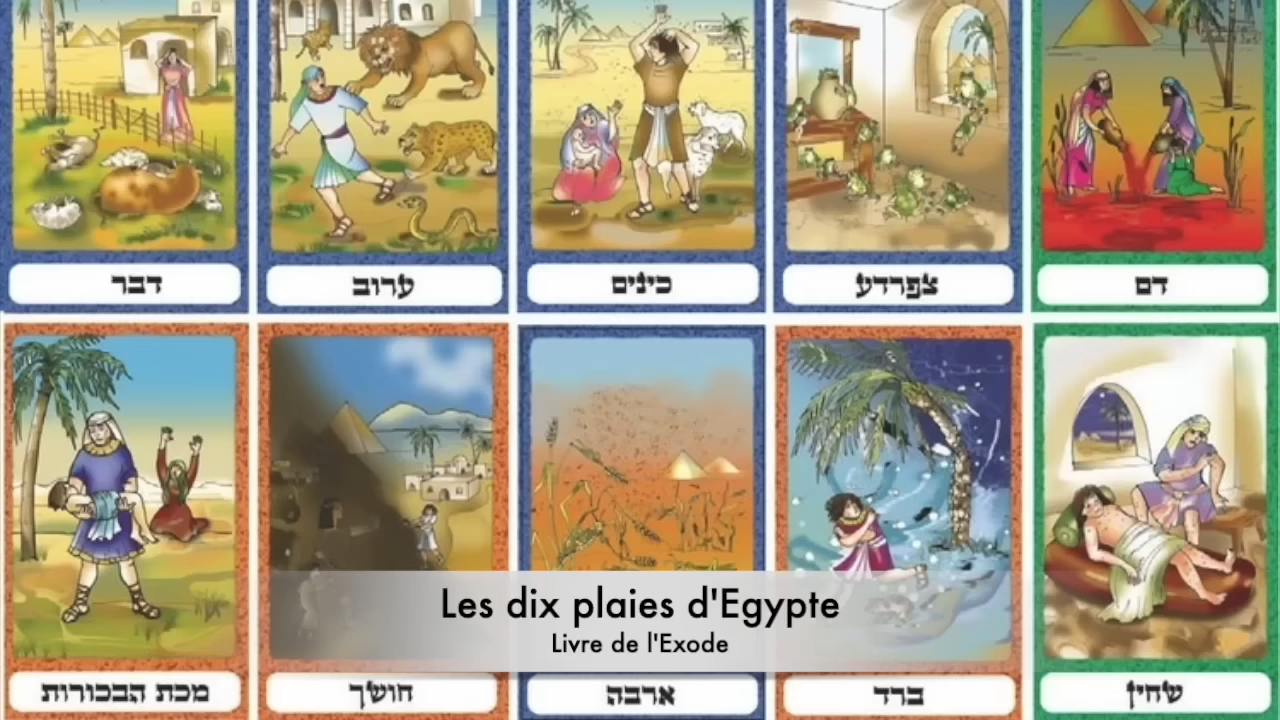 דם
צפרדע
כינים
ערוב
דבר
Les dix plaies d'Egypte
Livre de l'Exode
שחין
ברד
ארבה
חושך
מכת הבכורות